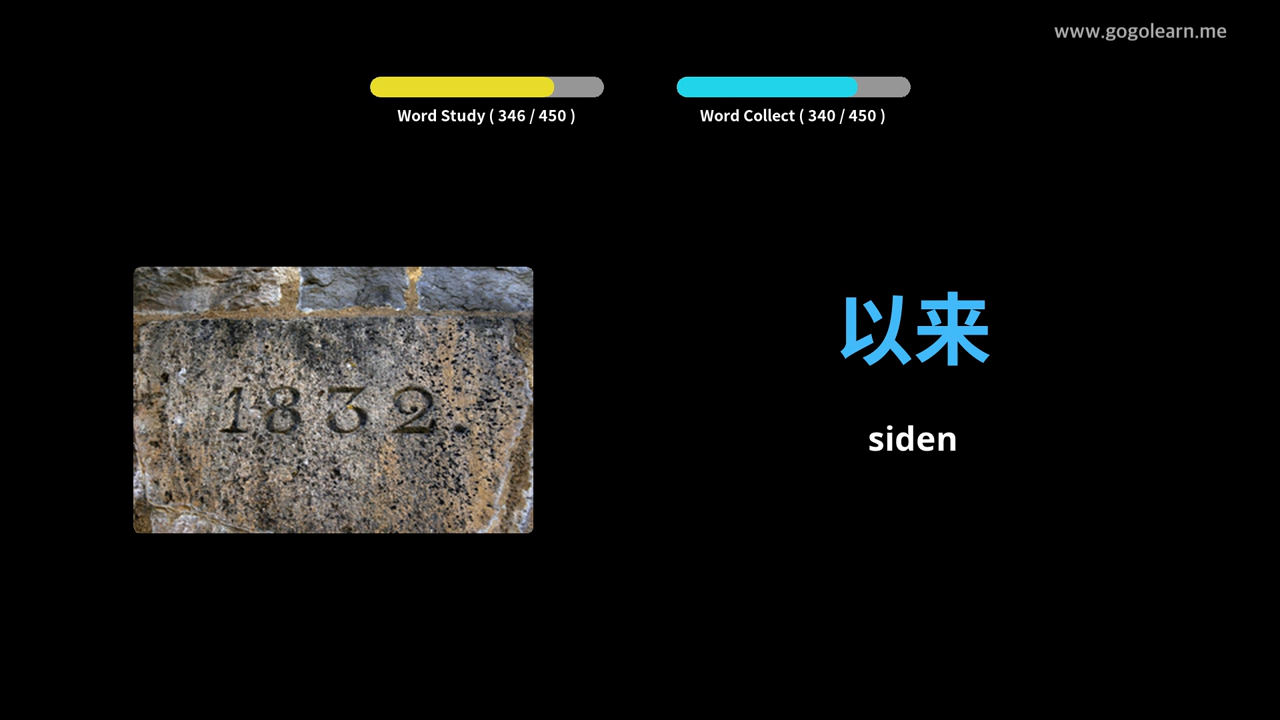 www.gogolearn.me
Word Study ( 346 / 450 )
Word Collect ( 340 / 450 )
1832.
以来
siden